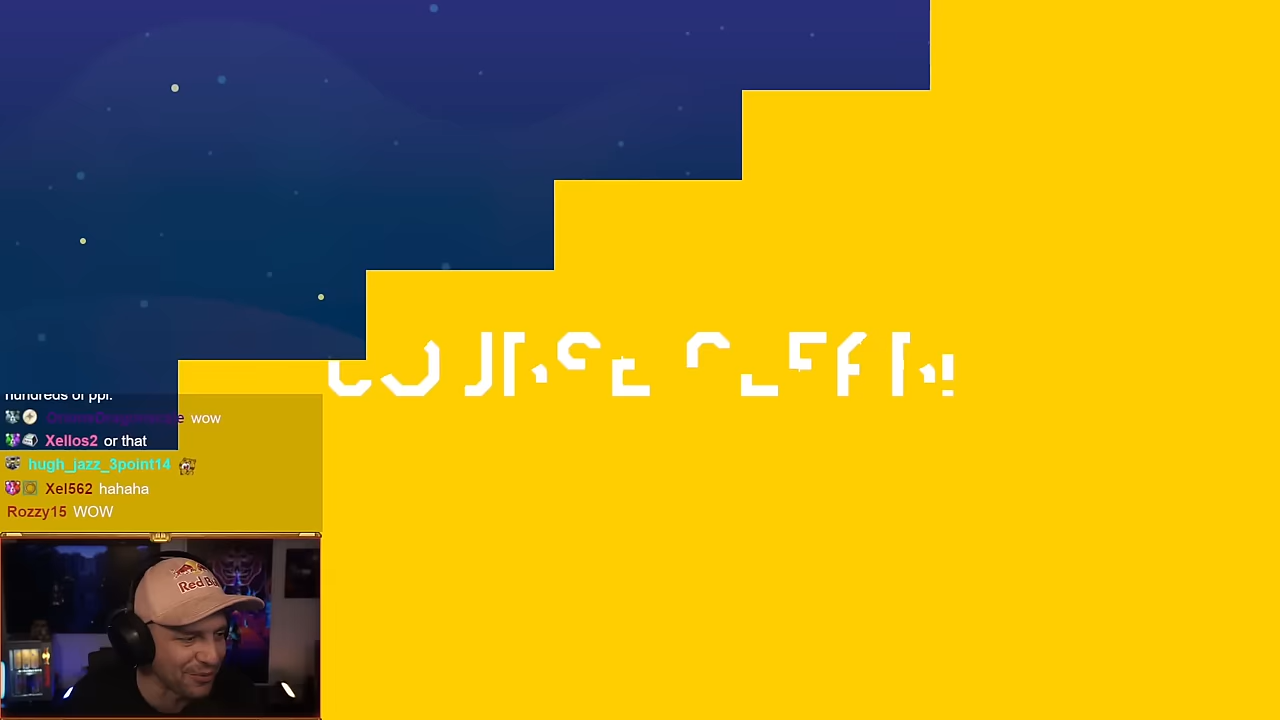 COURSE CLEAR!
hundreds of ppl.
wow
Xellos2 or that
hugh_jazz_3point14
Xel562 hahaha
Rozzy15 WOW
Red Bull